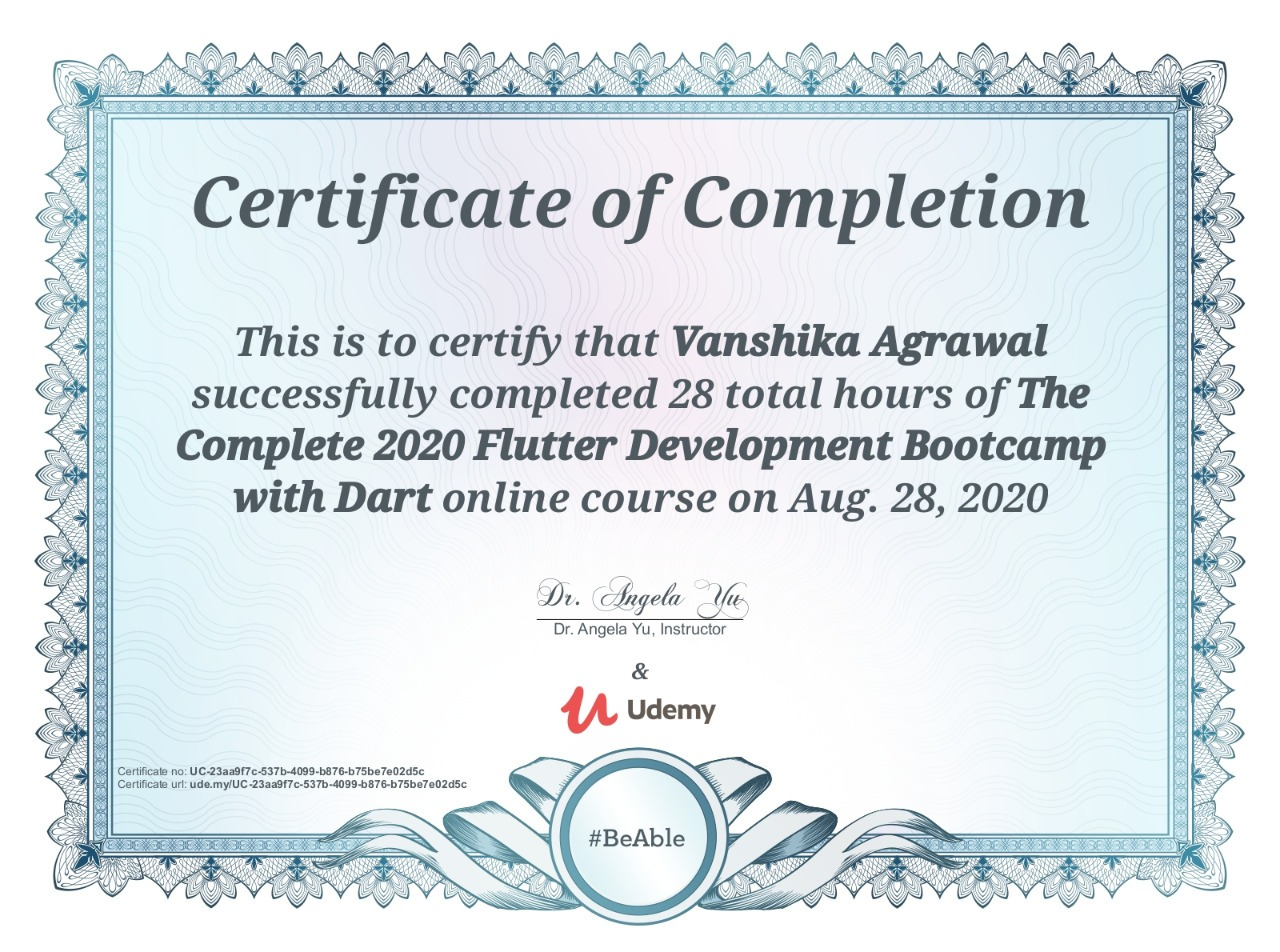 Certificate of Completion
This is to certify that Vanshika Agrawal
successfully completed 28 total hours of The
Complete 2020 Flutter Development Bootcamp
with Dart online course on Aug. 28, 2020
Dr. Angela Yu
Dr. Angela Yu, Instructor
&
Udemy
Certificate no: UC-23aa9f7c-537b-4099-b876-b75be7e02d5c
Certificate url: ude.my/UC-23aa9f7c-537b-4099-b876-b75be7e02d5c
#BeAble